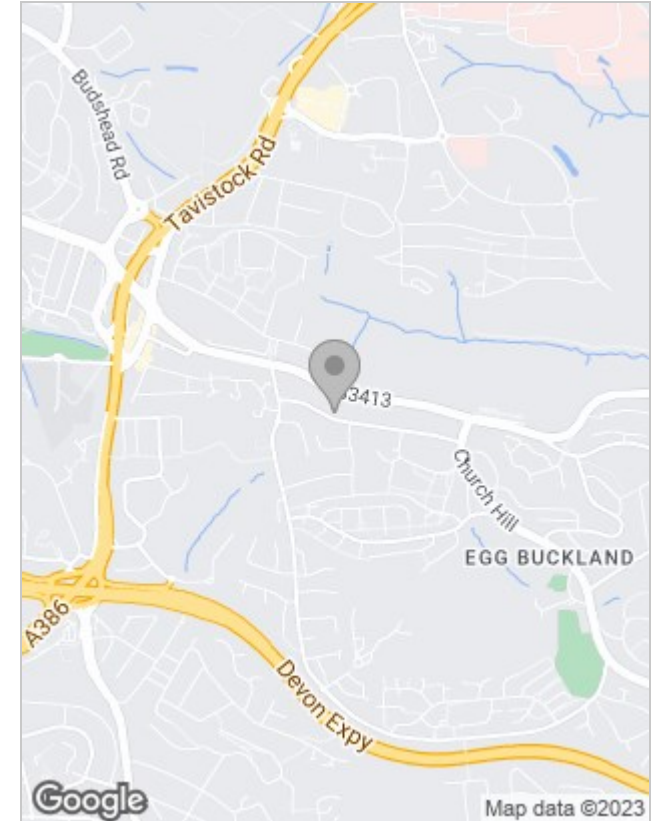 Budshead Rd
Tavistock Rd
3413
Church Hill
EGG BUCKLAND
A386
Devon Expy
Google
Map data ©2023